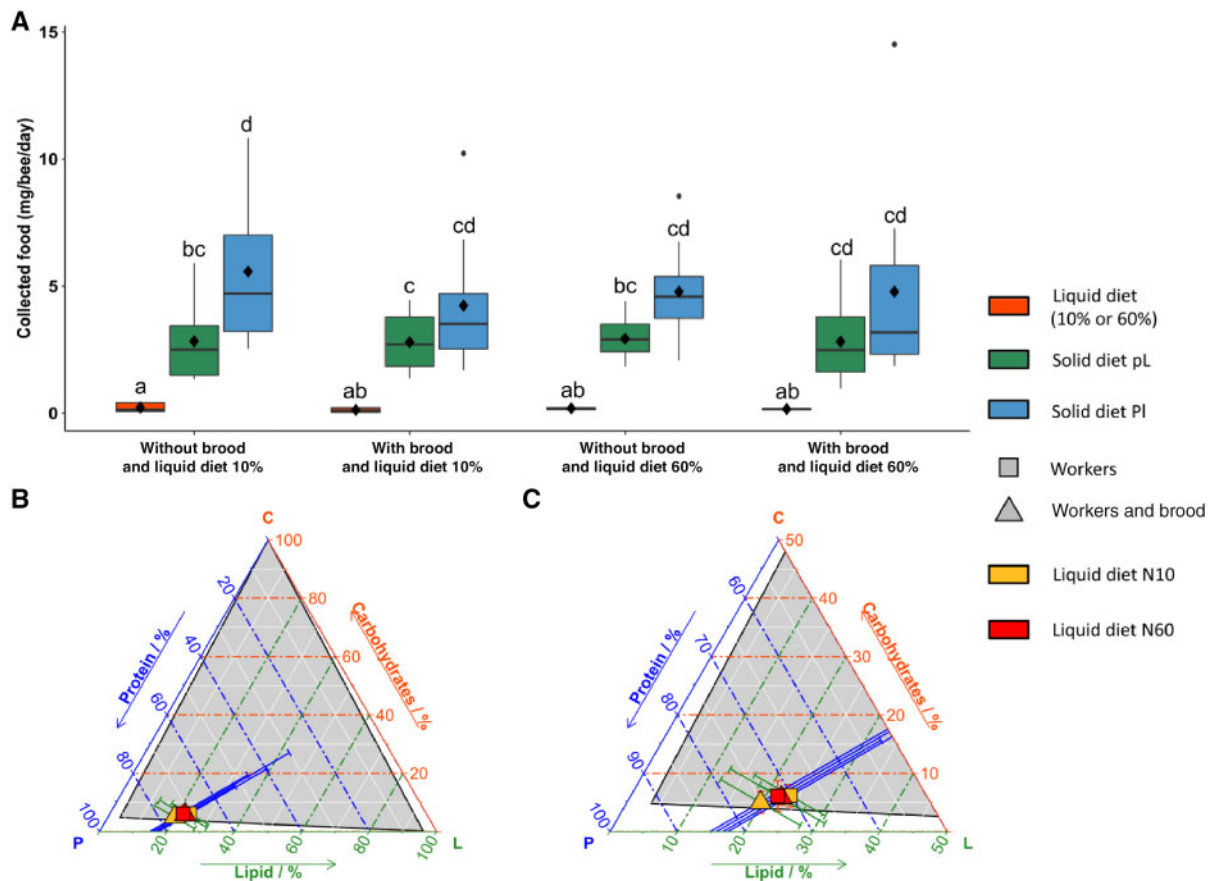 A
15
10
5
0
Collected food (mg/bee/day)
a
bc
d
ab
c
cd
ab
bc
cd
ab
cd
cd
Without brood
and liquid diet 10%
With brood
and liquid diet 10%
Without brood
and liquid diet 60%
With brood
and liquid diet 60%
Liquid diet
(10% or 60%)
Solid diet pL
Solid diet Pl
Workers
Workers and brood
Liquid diet N10
Liquid diet N60
B
C
100
80
60
40
20
Carbohydrates / %
20
40
60
80
100
Protein / %
P
20
40
60
80
100
L
Lipid / %
C
C
50
40
30
20
10
Carbohydrates / %
60
70
80
90
100
Protein / %
P
10
20
30
40
50
L
Lipid / %